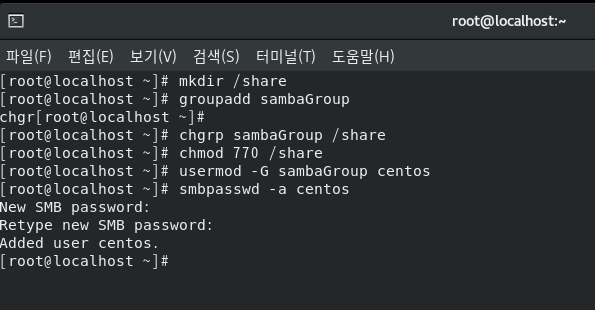 root@localhost:~
파일(F) 편집(E) 보기(V) 검색(S) 터미널(T) 도움말(H)
[root@localhost ~]# mkdir /share
[root@localhost ~]# groupadd sambaGroup
chgr[root@localhost ~]#
[root@localhost ~]# chgrp sambaGroup /share
[root@localhost ~]# chmod 770 /share
[root@localhost ~]# usermod -G sambaGroup centos
[root@localhost ~]# smbpasswd -a centos
New SMB password:
Retype new SMB password:
Added user centos.
[root@localhost ~]#